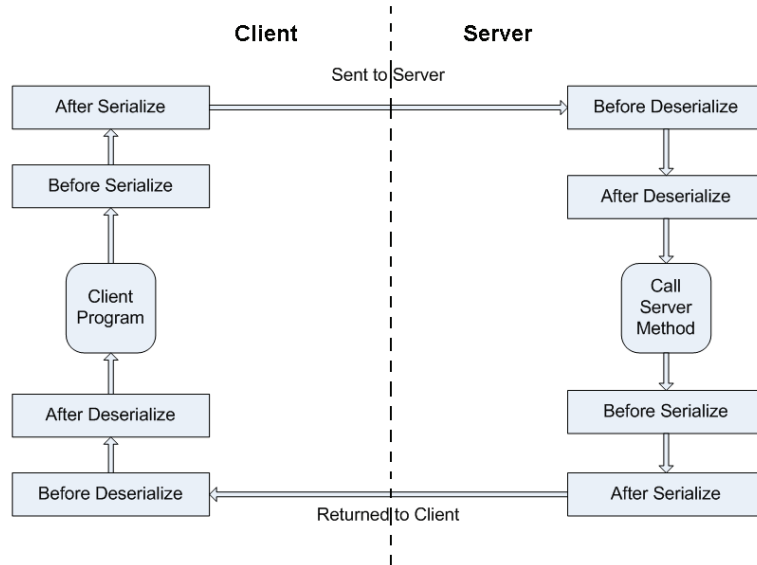 Client
Server
Sent to Server
After Serialize
Before Deserialize
Before Serialize
After Deserialize
Client
Program
Call
Server
Method
After Deserialize
Before Serialize
Before Deserialize
After Serialize
Returned to Client